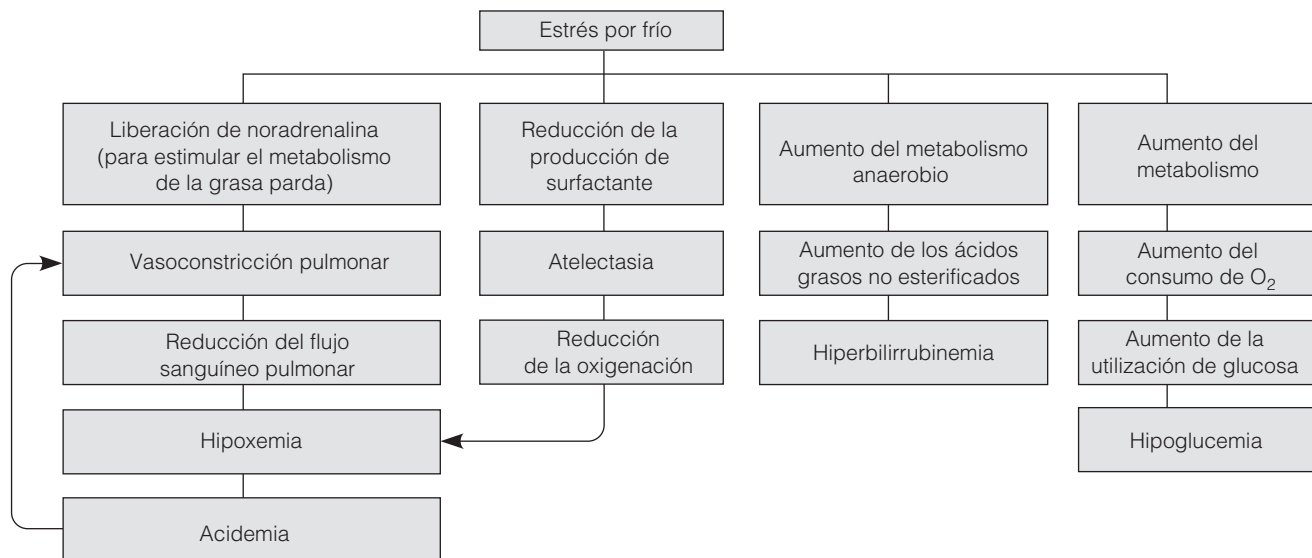 Estrés por frío
Liberación de noradrenalina
(para estimular el metabolismo
de la grasa parda)
Vasoconstricción pulmonar
Reducción del flujo
sanguíneo pulmonar
Hipoxemia
Acidemia
Reducción de la
producción de
surfactante
Atelectasia
Reducción
de la oxigenación
Aumento del metabolismo
anaerobio
Aumento de los ácidos
grasos no esterificados
Hiperbilirrubinemia
Aumento del
metabolismo
Aumento del
consumo de O₂
Aumento de la
utilización de glucosa
Hipoglucemia